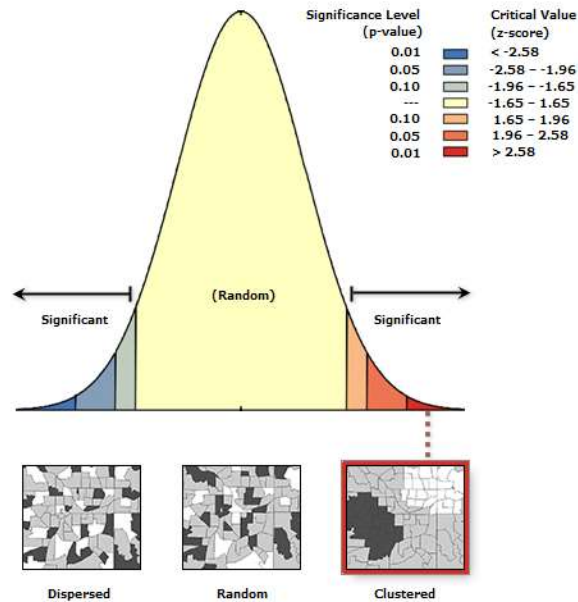 Significance Level Critical Value
(p-value) (z-score)
0.01 < -2.58
0.05 -2.58 – -1.96
0.10 -1.96 – -1.65
--- -1.65 – 1.65
0.10 1.65 – 1.96
0.05 1.96 – 2.58
0.01 > 2.58
(Random)
Significant Significant
Dispersed Random Clustered